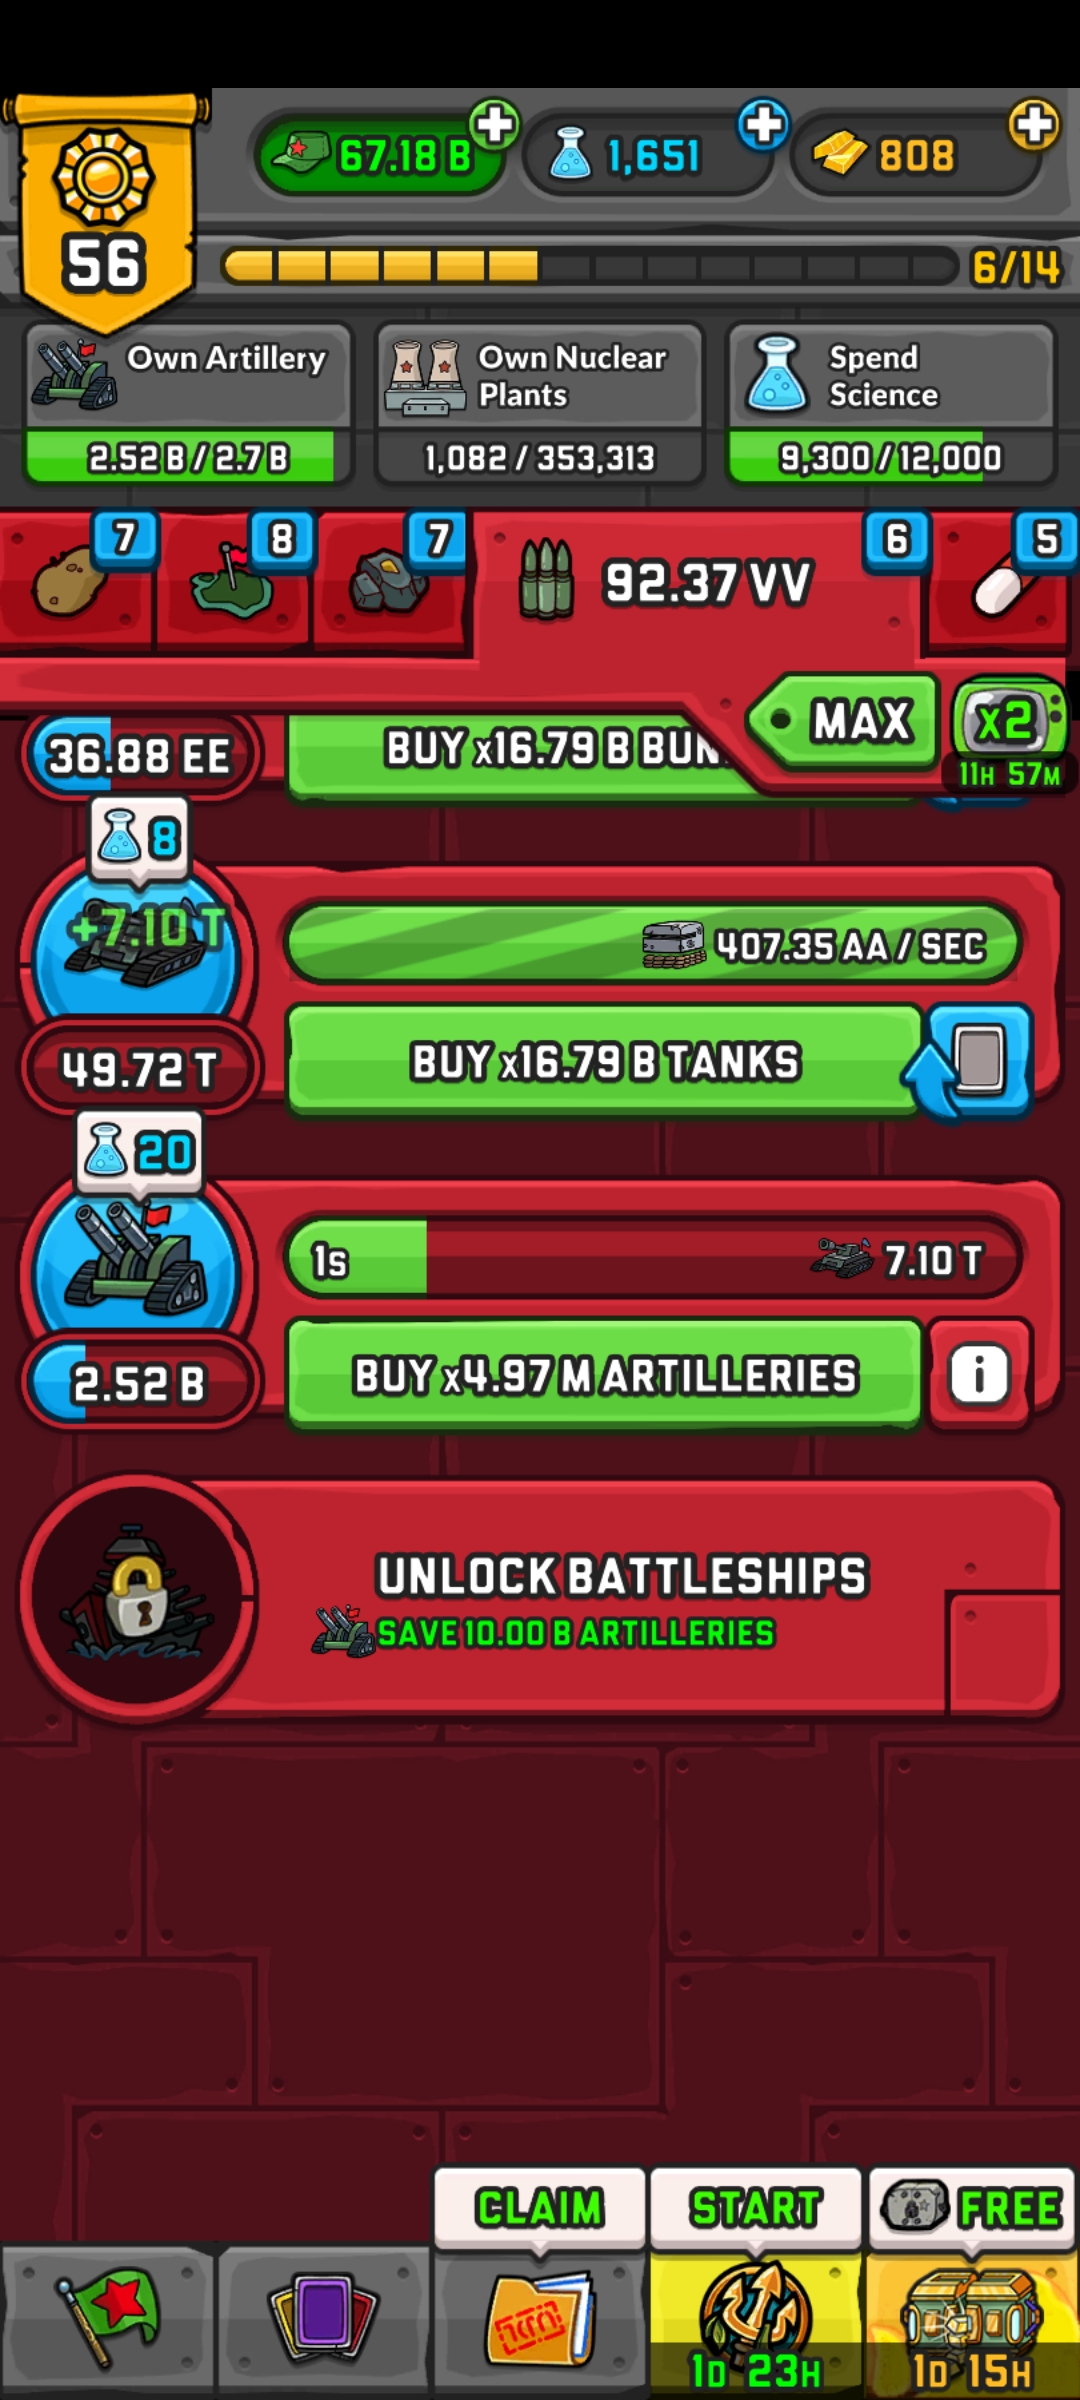 67.18 B
1,651
808
56
6/14
Own Artillery
2.52 B / 2.7 B
Own Nuclear
Plants
1,082 / 353,313
Spend
Science
9,300 / 12,000
7
8
7
92.37 VV
6
5
MAX
x2
11H 57M
36.88 EE
BUY x16.79 B BUN
8
+7.10 T
407.35 AA / SEC
49.72 T
BUY x16.79 B TANKS
20
1s
7.10 T
2.52 B
BUY x4.97 M ARTILLERIES
i
UNLOCK BATTLESHIPS
SAVE 10.00 B ARTILLERIES
CLAIM
START
FREE
1D 23H
1D 15H